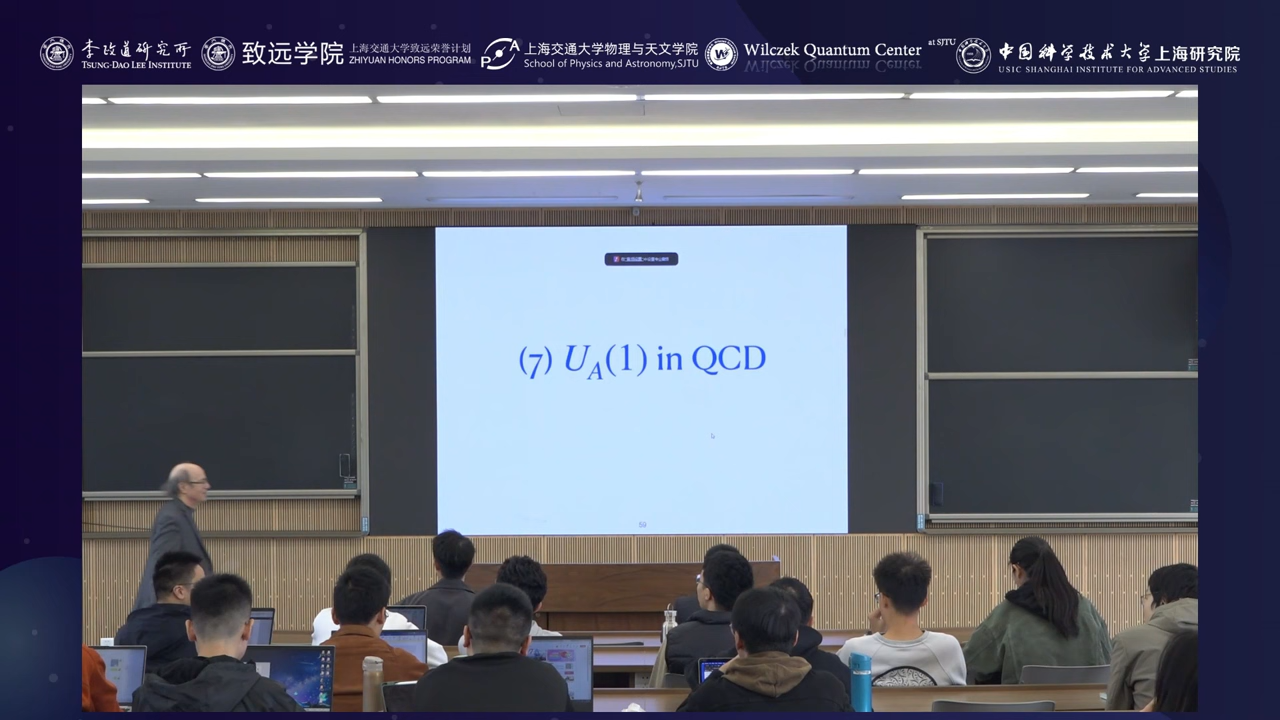 李政道研究所
TSUNG-DAO LEE INSTITUTE
致远学院
上海交通大学致远荣誉计划
ZHIYUAN HONORS PROGRAM
上海交通大学物理与天文学院
School of Physics and Astronomy,SJTU
Wilczek Quantum Center
at SJTU
中国科学技术大学上海研究院
USTC SHANGHAI INSTITUTE FOR ADVANCED STUDIES
(7) U_A(1) in QCD
59